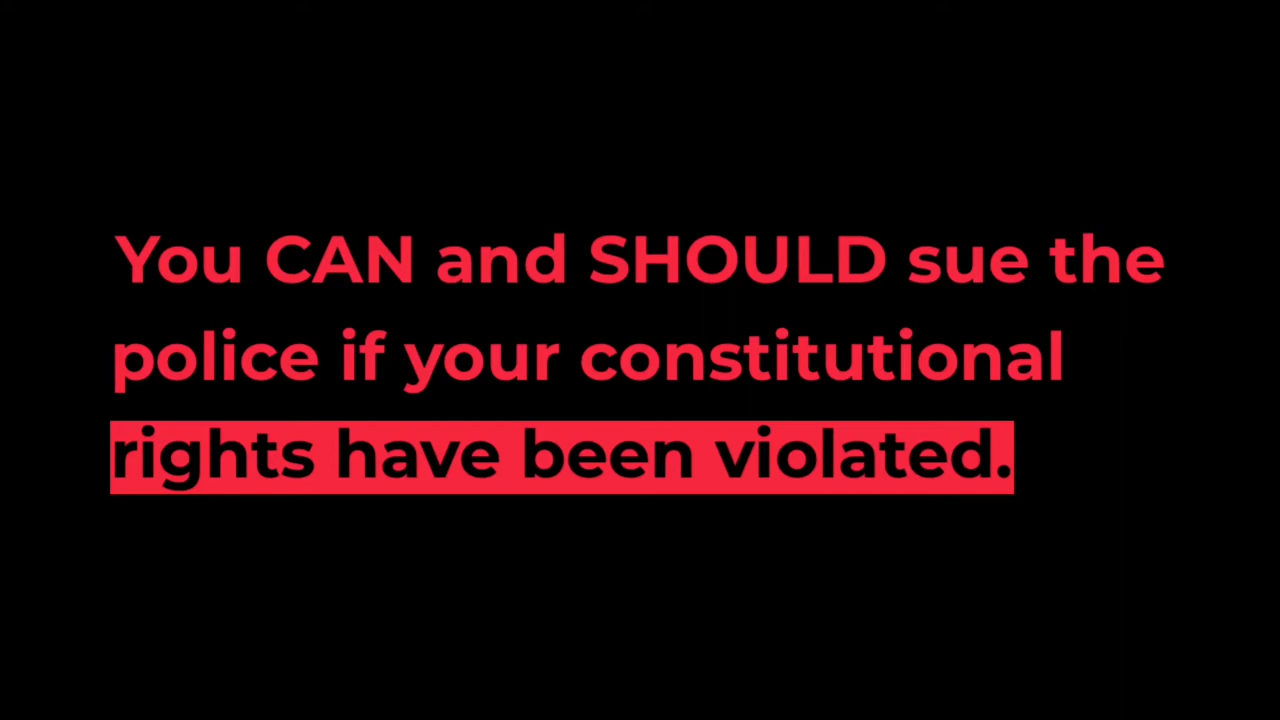 You CAN and SHOULD sue the
police if your constitutional
rights have been violated.